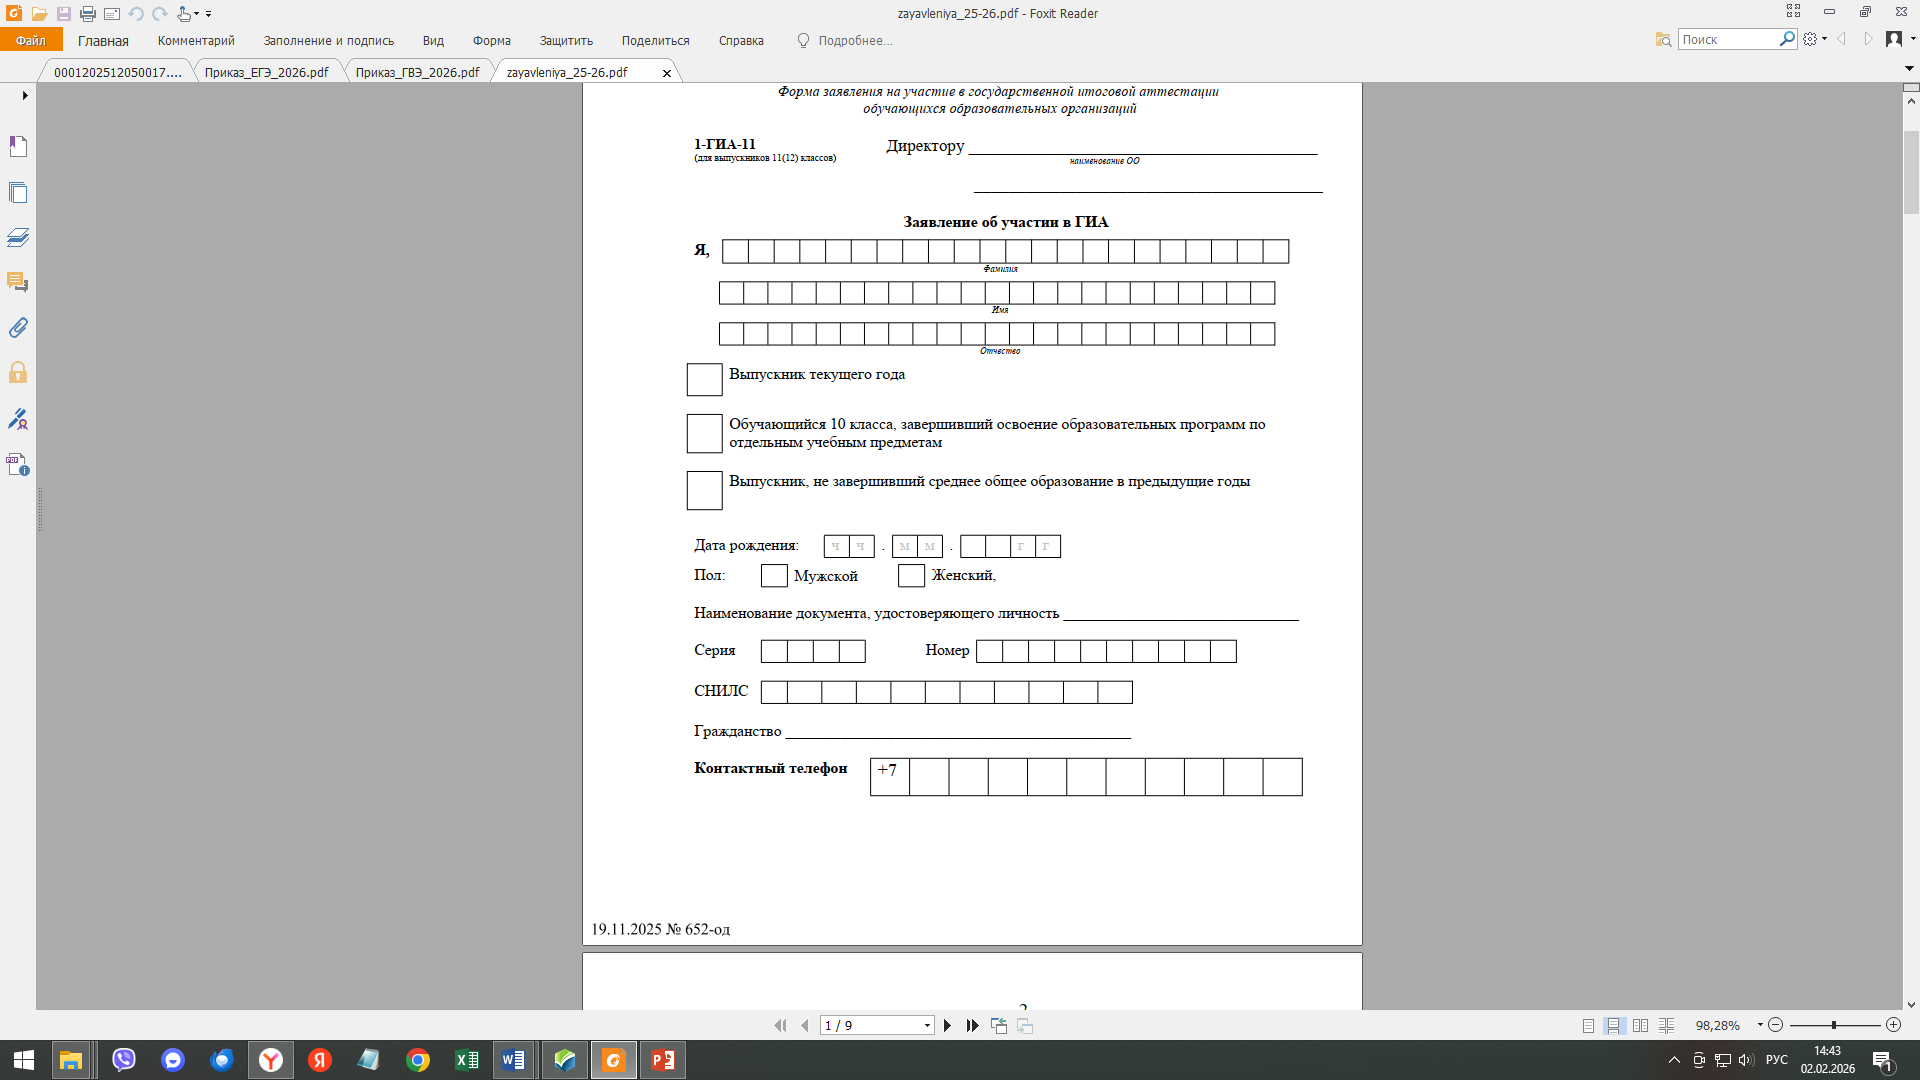 zayavleniya_25-26.pdf - Foxit Reader
Файл Главная Комментарий Заполнение и подпись Вид Форма Защитить Поделиться Справка Подробнее... Поиск
0001202512050017.... Приказ_ЕГЭ_2026.pdf Приказ_ГВЭ_2026.pdf zayavleniya_25-26.pdf
Форма заявления на участие в государственной итоговой аттестации
обучающихся образовательных организаций
1-ГИА-11
(для выпускников 11(12) классов)
Директору
наименование ОО
Заявление об участии в ГИА
Я,
Фамилия
Имя
Отчество
Выпускник текущего года
Обучающийся 10 класса, завершивший освоение образовательных программ по
отдельным учебным предметам
Выпускник, не завершивший среднее общее образование в предыдущие годы
Дата рождения: ч ч . м м . г г
Пол: Мужской Женский,
Наименование документа, удостоверяющего личность
Серия Номер
СНИЛС
Гражданство
Контактный телефон +7
19.11.2025 № 652-од
2
1 / 9
98,28%
РУС
14:43
02.02.2026
1